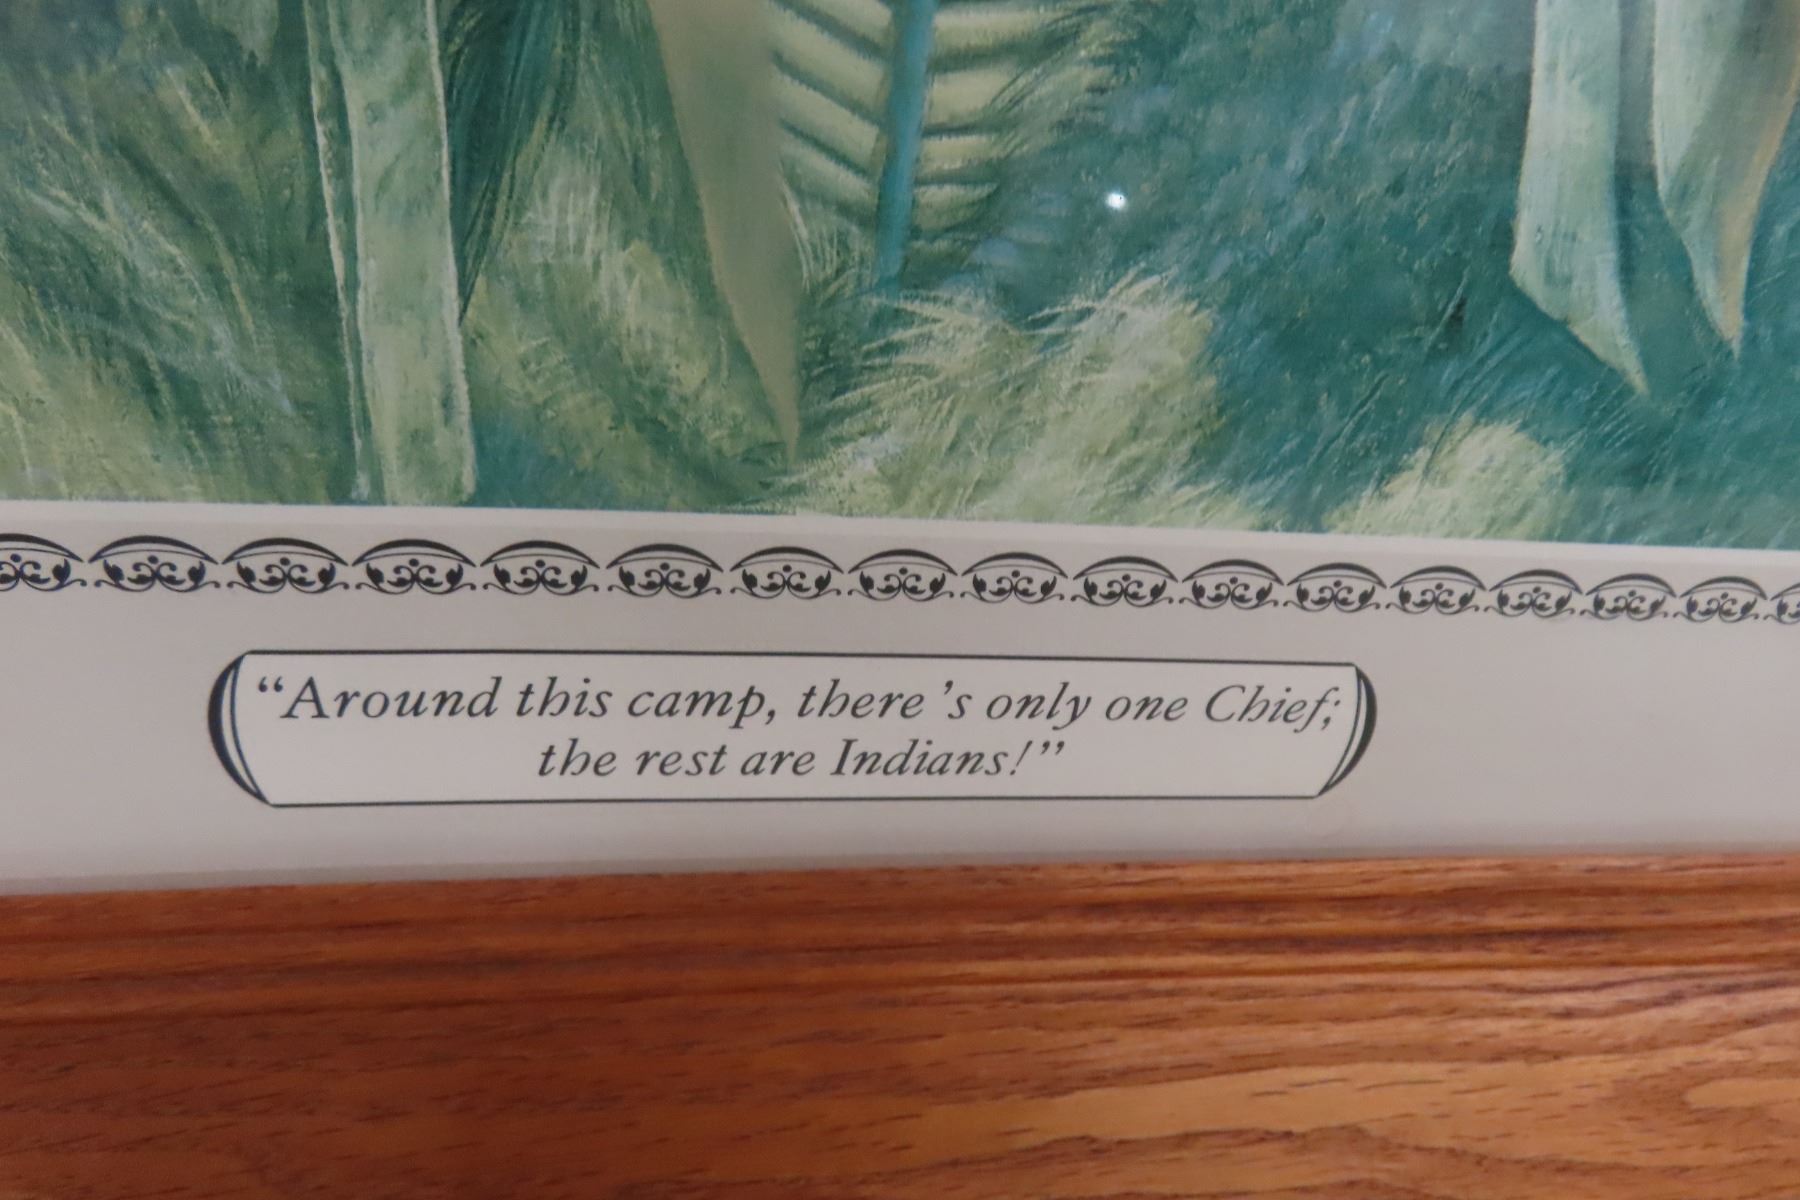 “Around this camp, there's only one Chief;
the rest are Indians!”